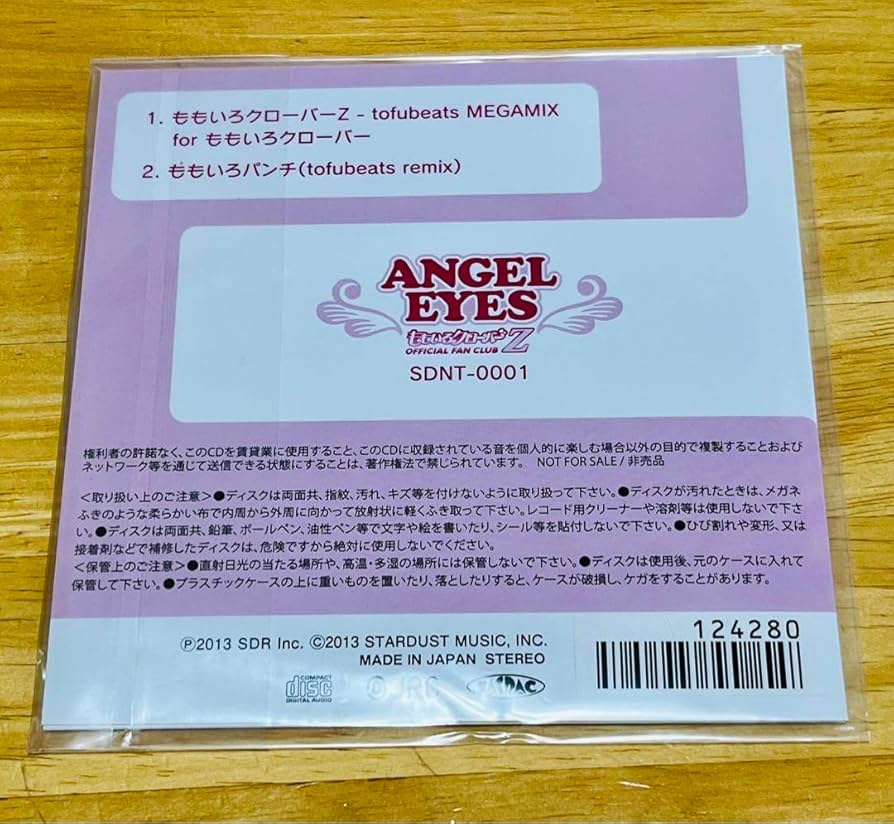 1. ももいろクローバーZ - tofubeats MEGAMIX
for ももいろクローバー
2. ももいろパンチ(tofubeats remix)
ANGEL
EYES
ももいろクローバーZ
OFFICIAL FAN CLUB
SDNT-0001
権利者の許諾なく、このCDを賃貸業に使用すること、このCDに収録されている音を個人的に楽しむ場合以外の目的で複製することおよび
ネットワーク等を通じて送信できる状態にすることは、著作権法で禁じられています。 NOT FOR SALE / 非売品
<取り扱い上のご注意>●ディスクは両面共、指紋、汚れ、キズ等を付けないように取り扱って下さい。●ディスクが汚れたときは、メガネ
ふきのような柔らかい布で内周から外周に向かって放射状に軽くふき取って下さい。レコード用クリーナーや溶剤等は使用しないで下さ
い。●ディスクは両面共、鉛筆、ボールペン、油性ペン等で文字や絵を書いたり、シール等を貼付しないで下さい。●ひび割れや変形、又は
接着剤などで補修したディスクは、危険ですから絶対に使用しないでください。
<保管上のご注意>●直射日光の当たる場所や、高温・多湿の場所には保管しないで下さい。●ディスクは使用後、元のケースに入れて
保管して下さい。●プラスチックケースの上に重いものを置いたり、落としたりすると、ケースが破損し、ケガをすることがあります。
124280
℗2013 SDR Inc. ©2013 STARDUST MUSIC, INC.
MADE IN JAPAN STEREO
COMPACT
disc
DIGITAL AUDIO